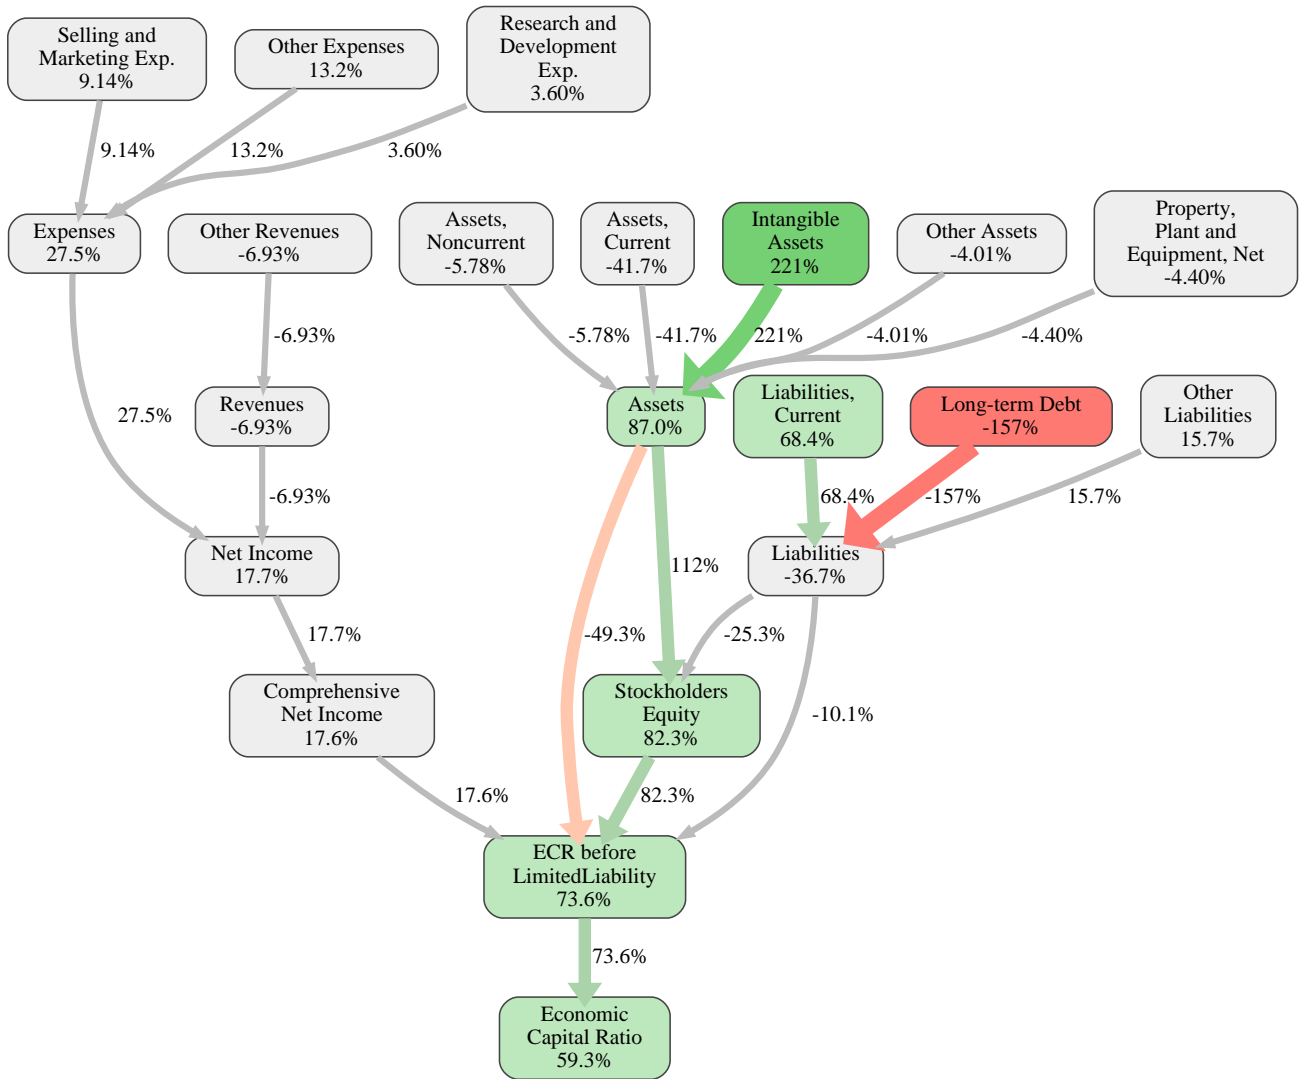 Selling and
Marketing Exp.
9.14%
Other Expenses
13.2%
Research and
Development
Exp.
3.60%
9.14%
13.2%
3.60%
Expenses
27.5%
Other Revenues
-6.93%
Assets,
Noncurrent
-5.78%
Assets,
Current
-41.7%
Intangible
Assets
221%
Other Assets
-4.01%
Property,
Plant and
Equipment, Net
-4.40%
-6.93%
-5.78%
-41.7%
221%
-4.01%
-4.40%
27.5%
Revenues
-6.93%
Assets
87.0%
Liabilities,
Current
68.4%
Long-term Debt
-157%
Other
Liabilities
15.7%
-6.93%
68.4%
-157%
15.7%
Net Income
17.7%
112%
Liabilities
-36.7%
17.7%
-49.3%
-25.3%
Comprehensive
Net Income
17.6%
Stockholders
Equity
82.3%
-10.1%
17.6%
82.3%
ECR before
LimitedLiability
73.6%
73.6%
Economic
Capital Ratio
59.3%